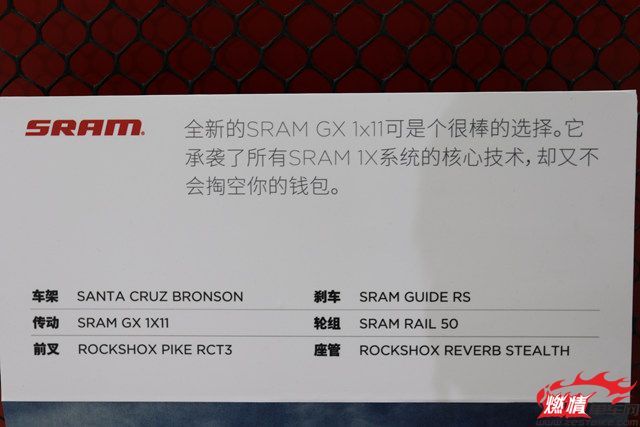 SRAM
全新的SRAM GX 1x11可是个很棒的选择。它
承袭了所有SRAM 1X系统的核心技术，却又不
会掏空你的钱包。
车架 SANTA CRUZ BRONSON 刹车 SRAM GUIDE RS
传动 SRAM GX 1X11 轮组 SRAM RAIL 50
前叉 ROCKSHOX PIKE RCT3 座管 ROCKSHOX REVERB STEALTH
燃情